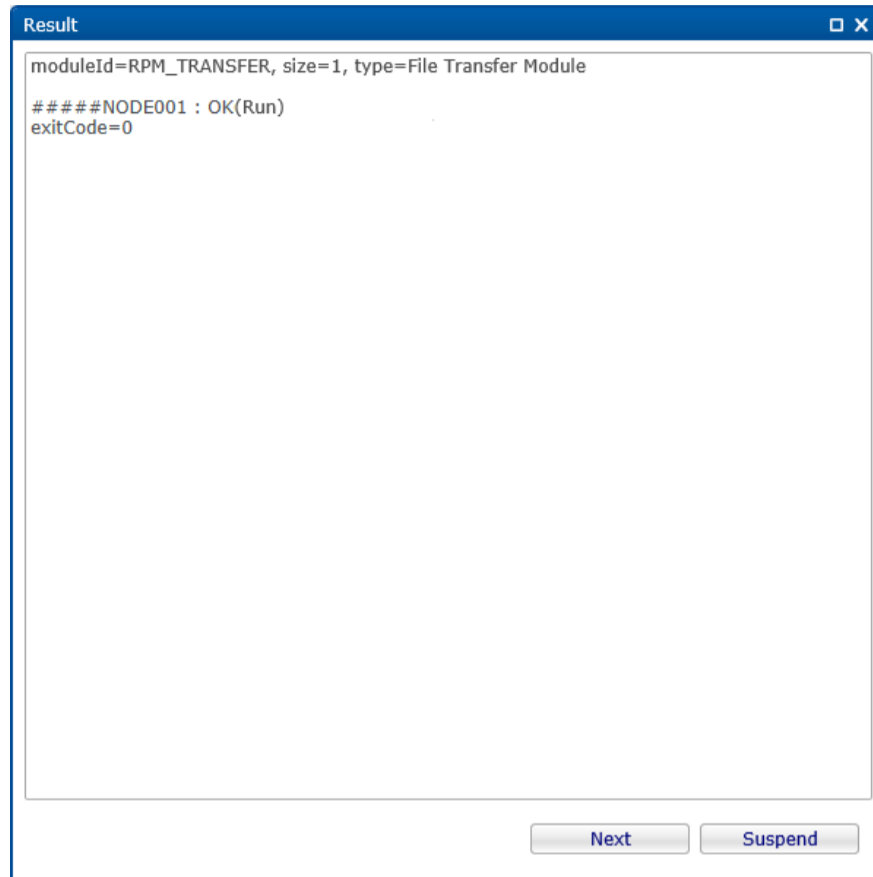 Result
moduleId=RPM_TRANSFER, size=1, type=File Transfer Module
#####NODE001 : OK(Run)
exitCode=0
Next
Suspend